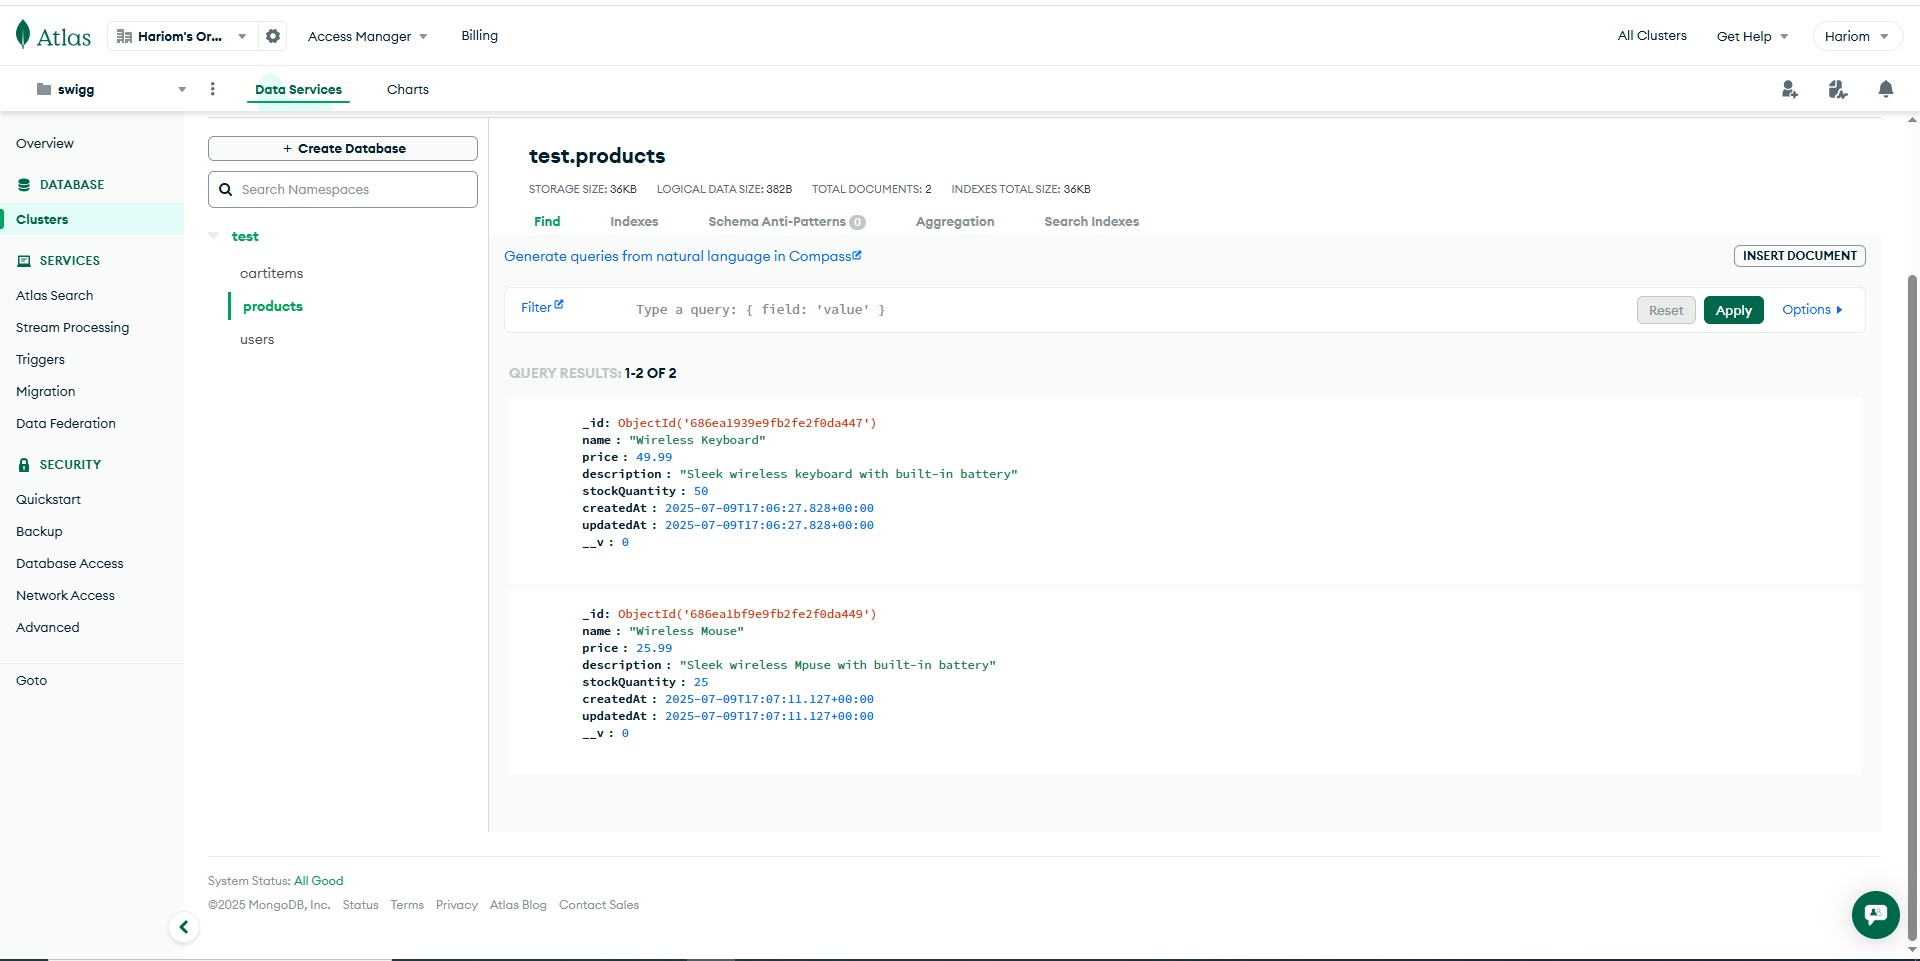 Atlas
Hariom's Or...
Access Manager
Billing
All Clusters
Get Help
Hariom
swigg
Data Services
Charts
Overview
DATABASE
Clusters
SERVICES
Atlas Search
Stream Processing
Triggers
Migration
Data Federation
SECURITY
Quickstart
Backup
Database Access
Network Access
Advanced
Goto
+ Create Database
Search Namespaces
test
cartitems
products
users
test.products
STORAGE SIZE: 36KB LOGICAL DATA SIZE: 382B TOTAL DOCUMENTS: 2 INDEXES TOTAL SIZE: 36KB
Find Indexes Schema Anti-Patterns 0 Aggregation Search Indexes
Generate queries from natural language in Compass
INSERT DOCUMENT
Filter
Type a query: { field: 'value' }
Reset
Apply
Options
QUERY RESULTS: 1-2 OF 2
_id: ObjectId('686ea1939e9fb2fe2f0da447')
name : "Wireless Keyboard"
price : 49.99
description : "Sleek wireless keyboard with built-in battery"
stockQuantity : 50
createdAt : 2025-07-09T17:06:27.828+00:00
updatedAt : 2025-07-09T17:06:27.828+00:00
__v : 0
_id: ObjectId('686ea1bf9e9fb2fe2f0da449')
name : "Wireless Mouse"
price : 25.99
description : "Sleek wireless Mpuse with built-in battery"
stockQuantity : 25
createdAt : 2025-07-09T17:07:11.127+00:00
updatedAt : 2025-07-09T17:07:11.127+00:00
__v : 0
System Status: All Good
©2025 MongoDB, Inc. Status Terms Privacy Atlas Blog Contact Sales